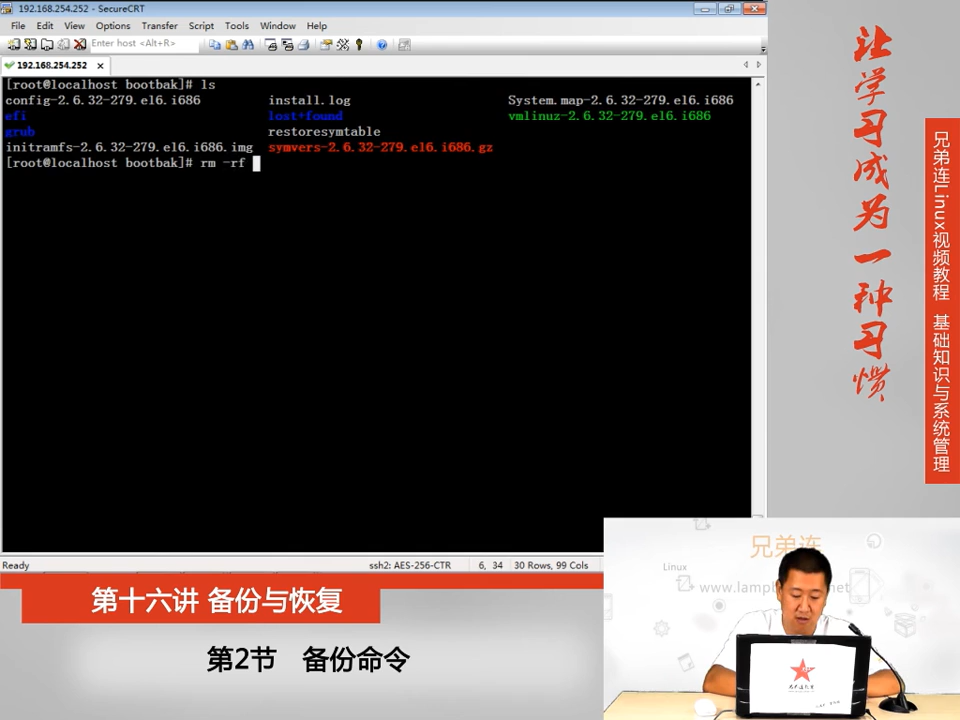 192.168.254.252 - SecureCRT
File Edit View Options Transfer Script Tools Window Help
Enter host <Alt+R>
192.168.254.252
[root@localhost bootbak]# ls
config-2.6.32-279.el6.i686 install.log System.map-2.6.32-279.el6.i686
efi lost+found vmlinuz-2.6.32-279.el6.i686
grub restoresymtable
initramfs-2.6.32-279.el6.i686.img symvers-2.6.32-279.el6.i686.gz
[root@localhost bootbak]# rm -rf
Ready ssh2: AES-256-CTR 6, 34 30 Rows, 99 Cols
让学习成为一种习惯
兄弟连Linux视频教程 基础知识与系统管理
第十六讲 备份与恢复
第2节 备份命令
兄弟连
Linux